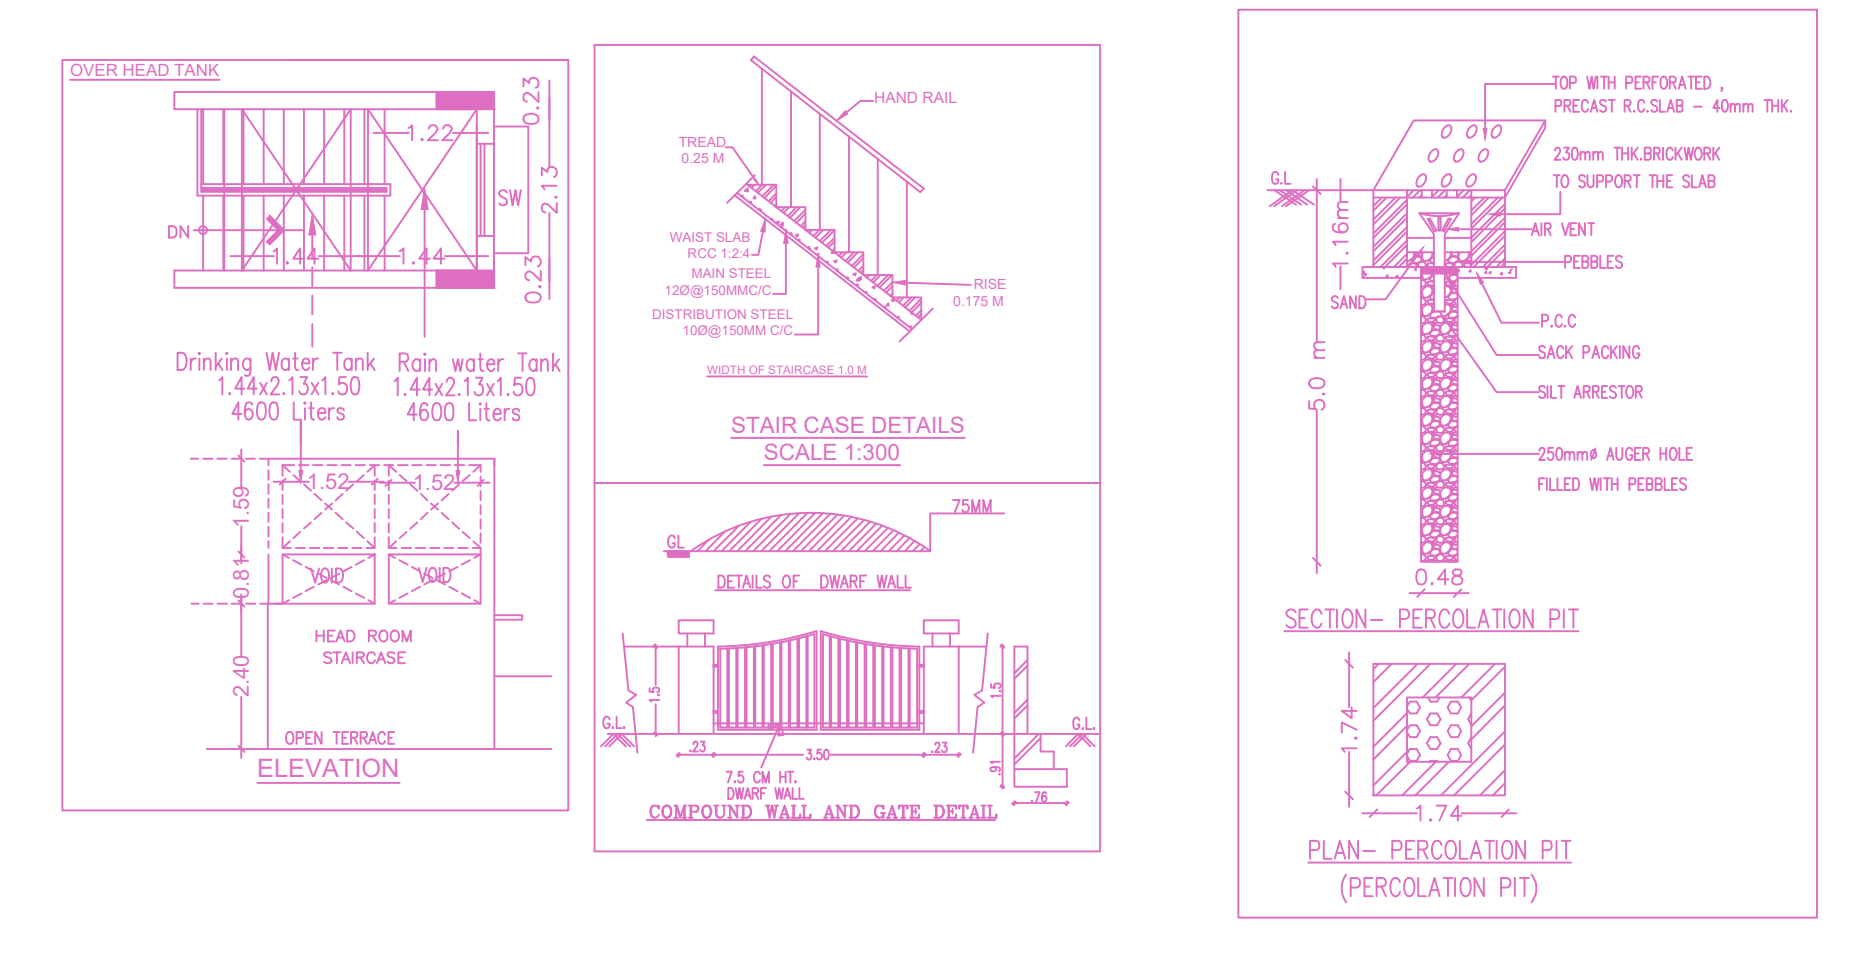 OVER HEAD TANK
0.23
1.22
2.13
SW
DN
1.44
1.44
0.23
Drinking Water Tank
1.44x2.13x1.50
4600 Liters
Rain water Tank
1.44x2.13x1.50
4600 Liters
1.52
1.52
1.59
0.81
VOID
VOID
HEAD ROOM
STAIRCASE
2.40
OPEN TERRACE
ELEVATION
HAND RAIL
TREAD
0.25 M
WAIST SLAB
RCC 1:2:4
MAIN STEEL
12Ø@150MMC/C
DISTRIBUTION STEEL
10Ø@150MM C/C
RISE
0.175 M
WIDTH OF STAIRCASE 1.0 M
STAIR CASE DETAILS
SCALE 1:300
75MM
GL
DETAILS OF DWARF WALL
1.5
1.5
G.L.
G.L.
.23
3.50
.23
.91
.76
7.5 CM HT.
DWARF WALL
COMPOUND WALL AND GATE DETAIL
TOP WITH PERFORATED ,
PRECAST R.C.SLAB - 40mm THK.
230mm THK.BRICKWORK
TO SUPPORT THE SLAB
G.L
1.16m
AIR VENT
PEBBLES
SAND
P.C.C
SACK PACKING
5.0 m
SILT ARRESTOR
250mmø AUGER HOLE
FILLED WITH PEBBLES
0.48
SECTION- PERCOLATION PIT
1.74
1.74
PLAN- PERCOLATION PIT
(PERCOLATION PIT)